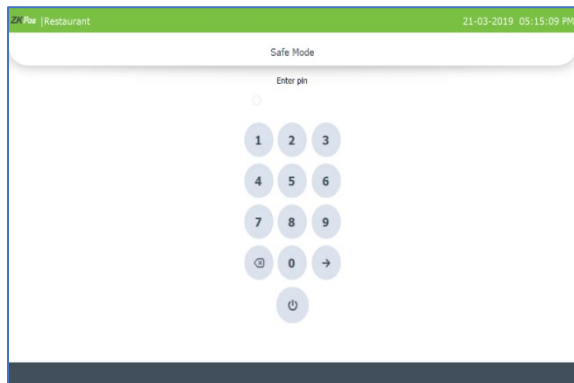 ZKPos |Restaurant 21-03-2019 05:15:09 PM
Safe Mode
Enter pin
1 2 3
4 5 6
7 8 9
0